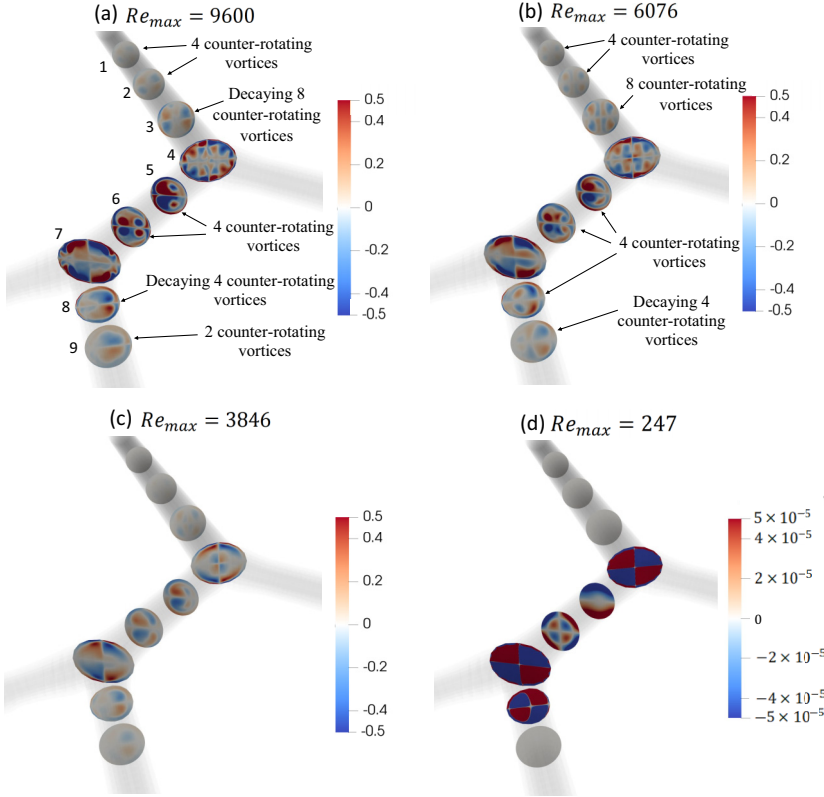 (a) Re_max = 9600
4 counter-rotating
vortices
1
2
Decaying 8
counter-rotating
vortices
3
4
5
6
7
4 counter-rotating
vortices
Decaying 4 counter-rotating
vortices
8
2 counter-rotating
vortices
9
0.5
0.4
0.2
0
-0.2
-0.4
-0.5
(b) Re_max = 6076
4 counter-rotating
vortices
8 counter-rotating
vortices
4 counter-rotating
vortices
Decaying 4
counter-rotating
vortices
0.5
0.4
0.2
0
-0.2
-0.4
-0.5
(c) Re_max = 3846
0.5
0.4
0.2
0
-0.2
-0.4
-0.5
(d) Re_max = 247
5 × 10⁻⁵
4 × 10⁻⁵
2 × 10⁻⁵
0
−2 × 10⁻⁵
−4 × 10⁻⁵
−5 × 10⁻⁵